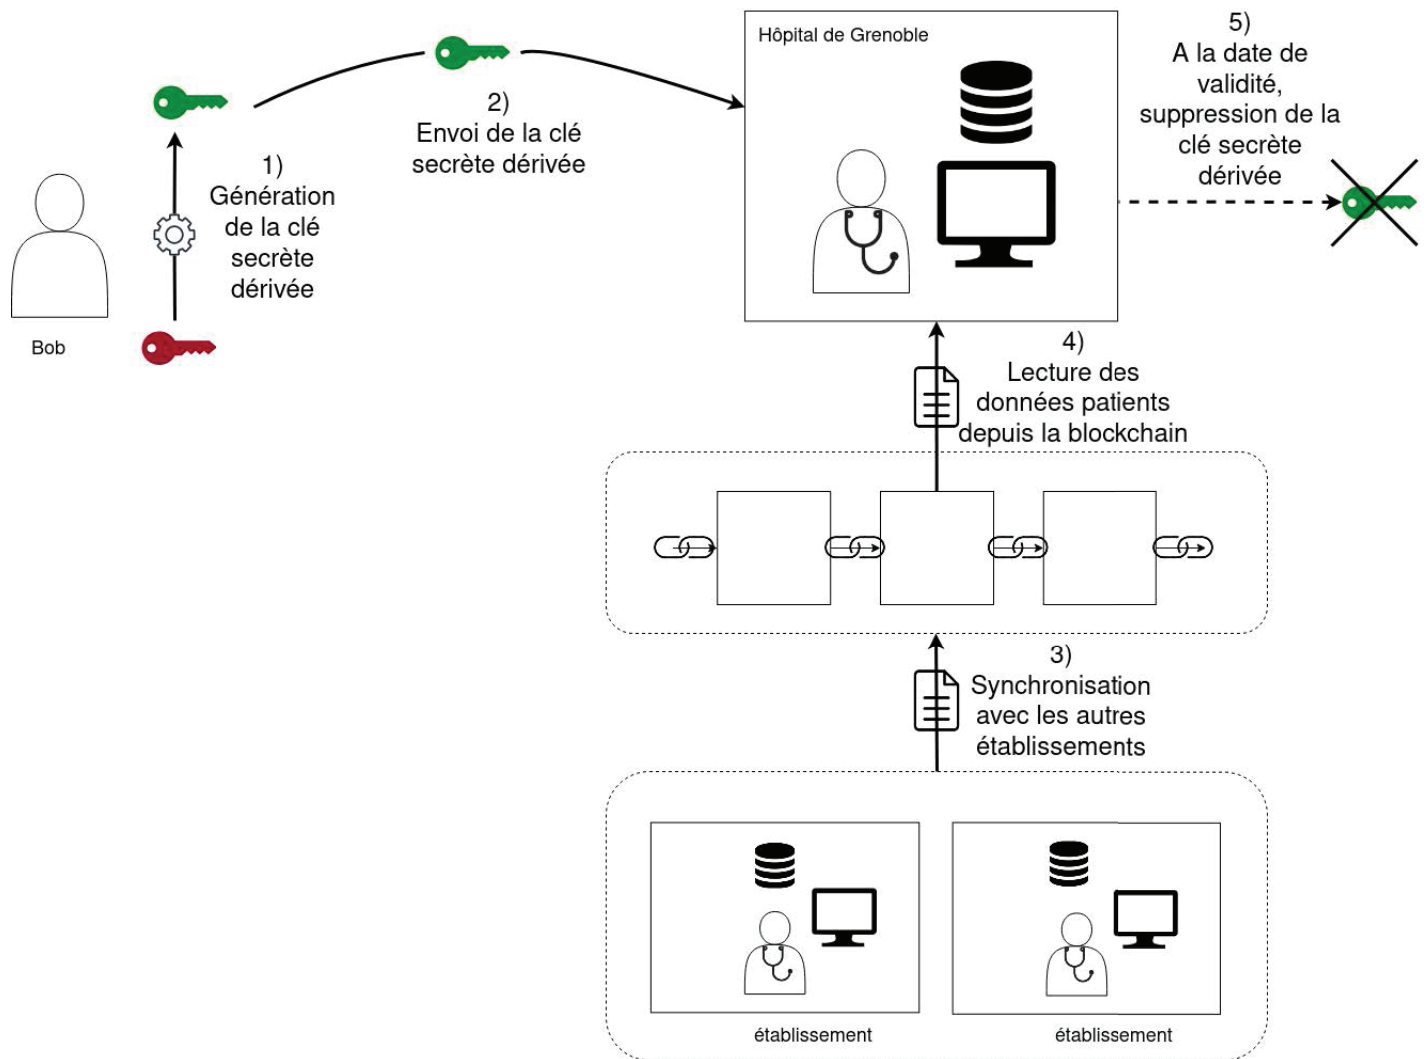 Hôpital de Grenoble
5)
A la date de
validité,
suppression de la
clé secrète
dérivée
2)
Envoi de la clé
secrète dérivée
1)
Génération
de la clé
secrète
dérivée
Bob
4)
Lecture des
données patients
depuis la blockchain
3)
Synchronisation
avec les autres
établissements
établissement
établissement